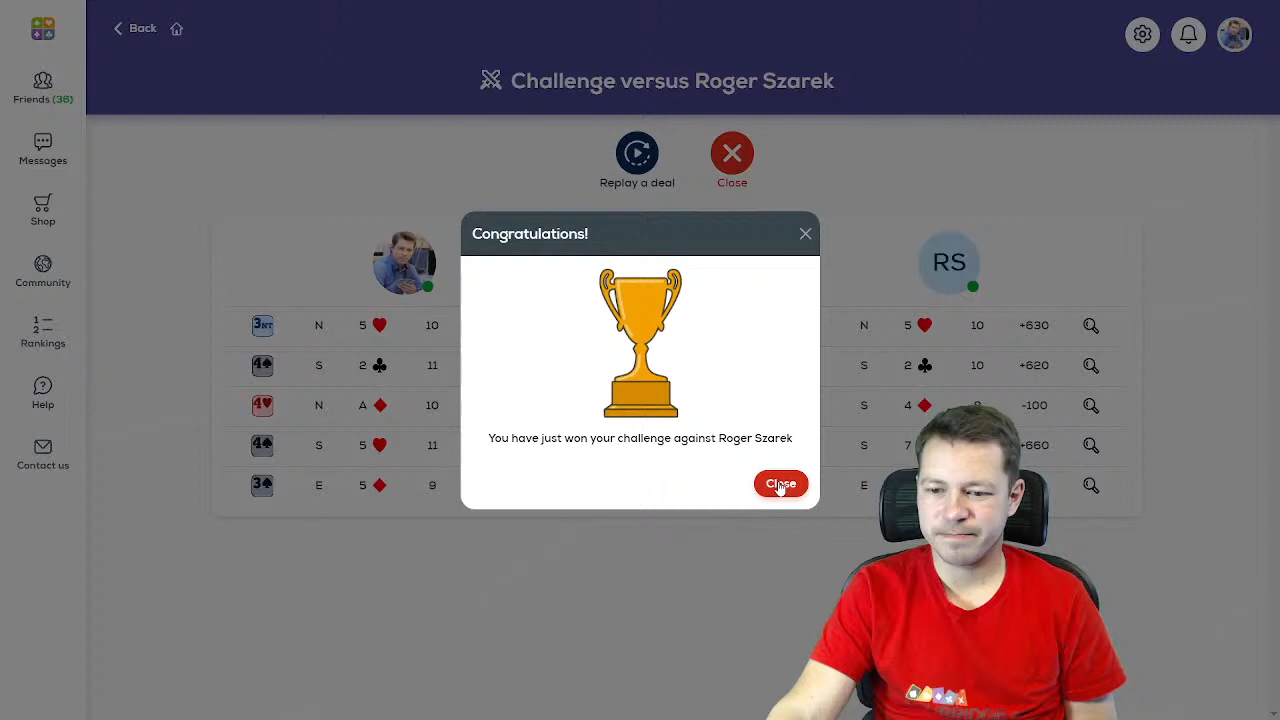 Back
Challenge versus Roger Szarek
Friends (36)
Messages
Shop
Community
Rankings
Help
Contact us
Replay a deal
Close
Congratulations!
You have just won your challenge against Roger Szarek
Close
RS
3NT N 5 ♥ 10
N 5 ♥ 10 +630
4♠ S 2 ♣ 11
S 2 ♣ 10 +620
4♥ N A ♦ 10
S 4 ♦ -100
4♠ S 5 ♥ 11
S 7 +660
3♠ E 5 ♦ 9
E